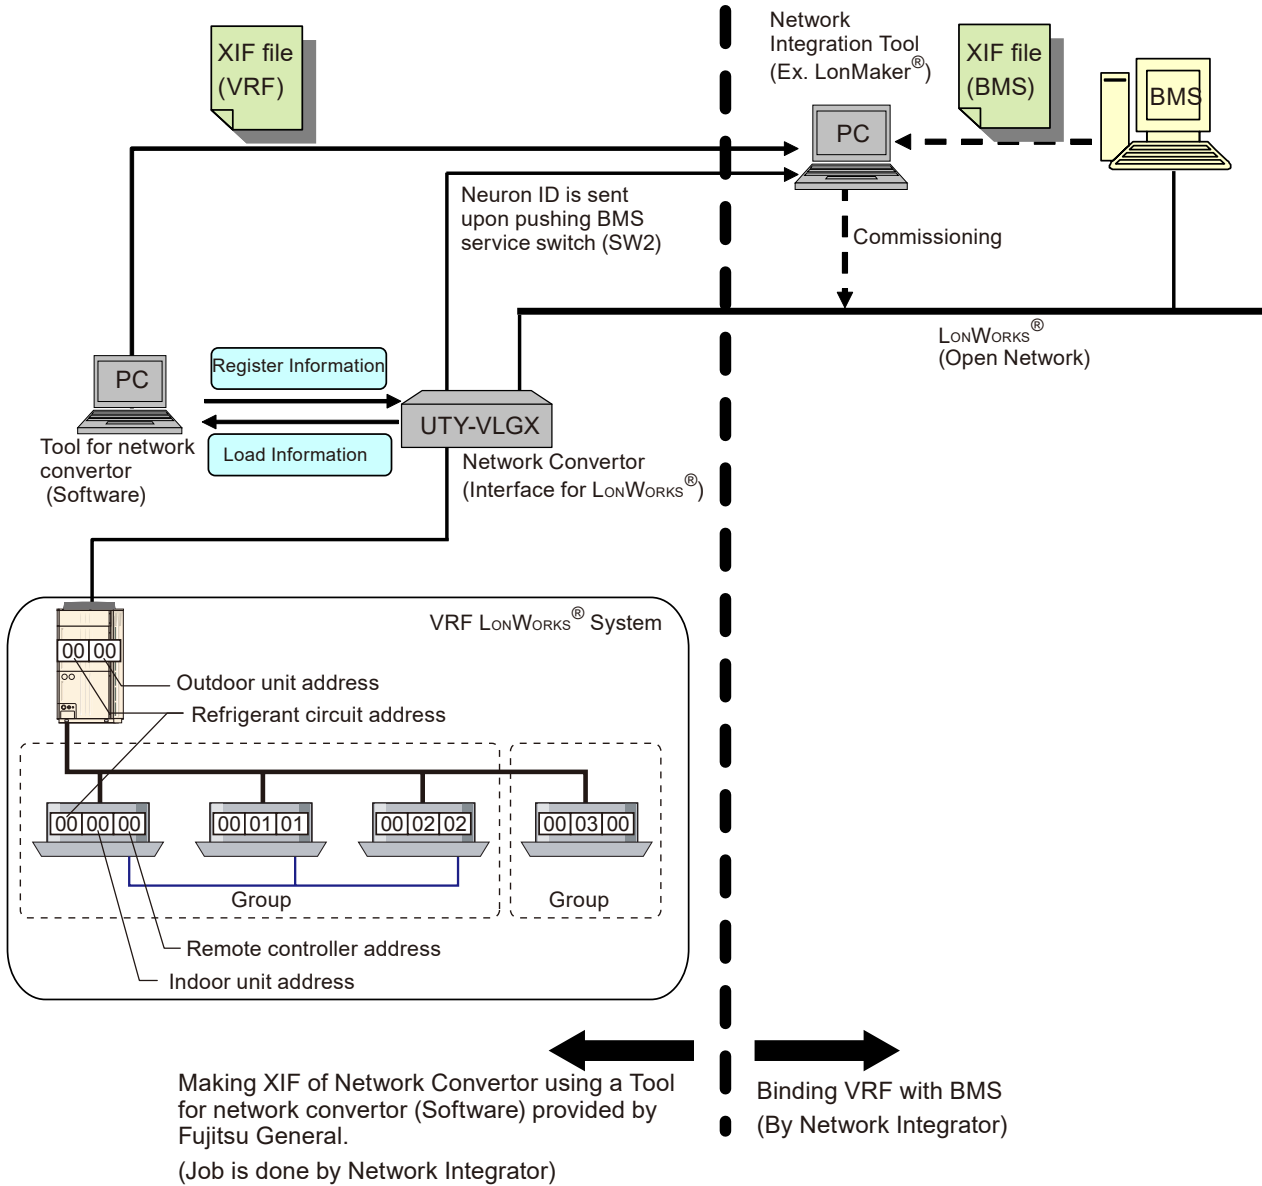 XIF file
(VRF)
Network
Integration Tool
(Ex. LonMaker®)
XIF file
(BMS)
BMS
PC
Neuron ID is sent
upon pushing BMS
service switch (SW2)
Commissioning
LONWORKS®
(Open Network)
PC
Register Information
Load Information
UTY-VLGX
Tool for network
convertor
(Software)
Network Convertor
(Interface for LONWORKS®)
VRF LONWORKS® System
00 00
Outdoor unit address
Refrigerant circuit address
00 00 00
00 01 01
00 02 02
00 03 00
Group
Group
Remote controller address
Indoor unit address
Making XIF of Network Convertor using a Tool
for network convertor (Software) provided by
Fujitsu General.
(Job is done by Network Integrator)
Binding VRF with BMS
(By Network Integrator)